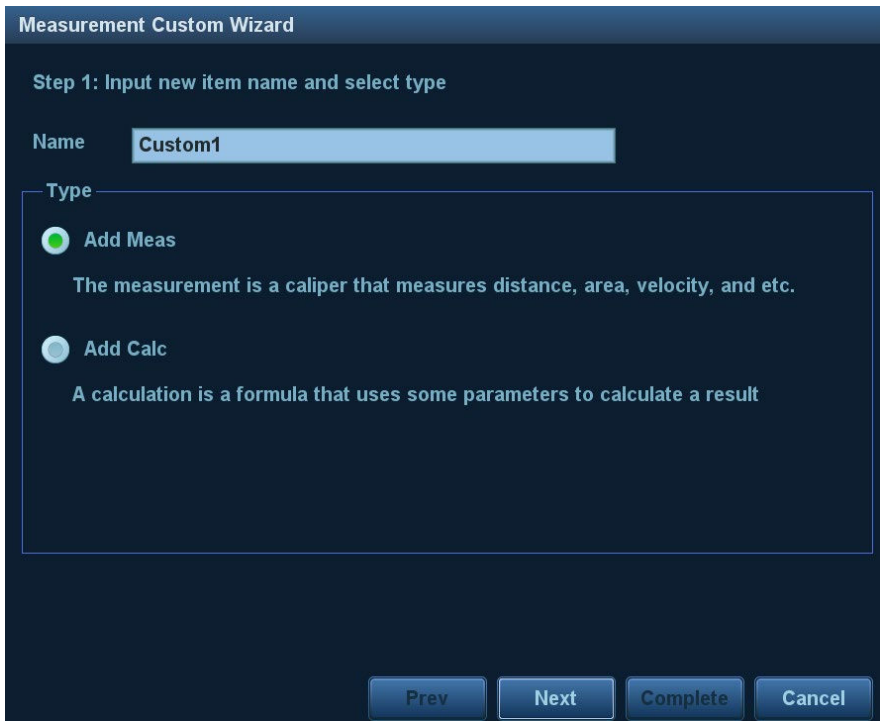 Measurement Custom Wizard
Step 1: Input new item name and select type
Name Custom1
Type
Add Meas
The measurement is a caliper that measures distance, area, velocity, and etc.
Add Calc
A calculation is a formula that uses some parameters to calculate a result
Prev Next Complete Cancel